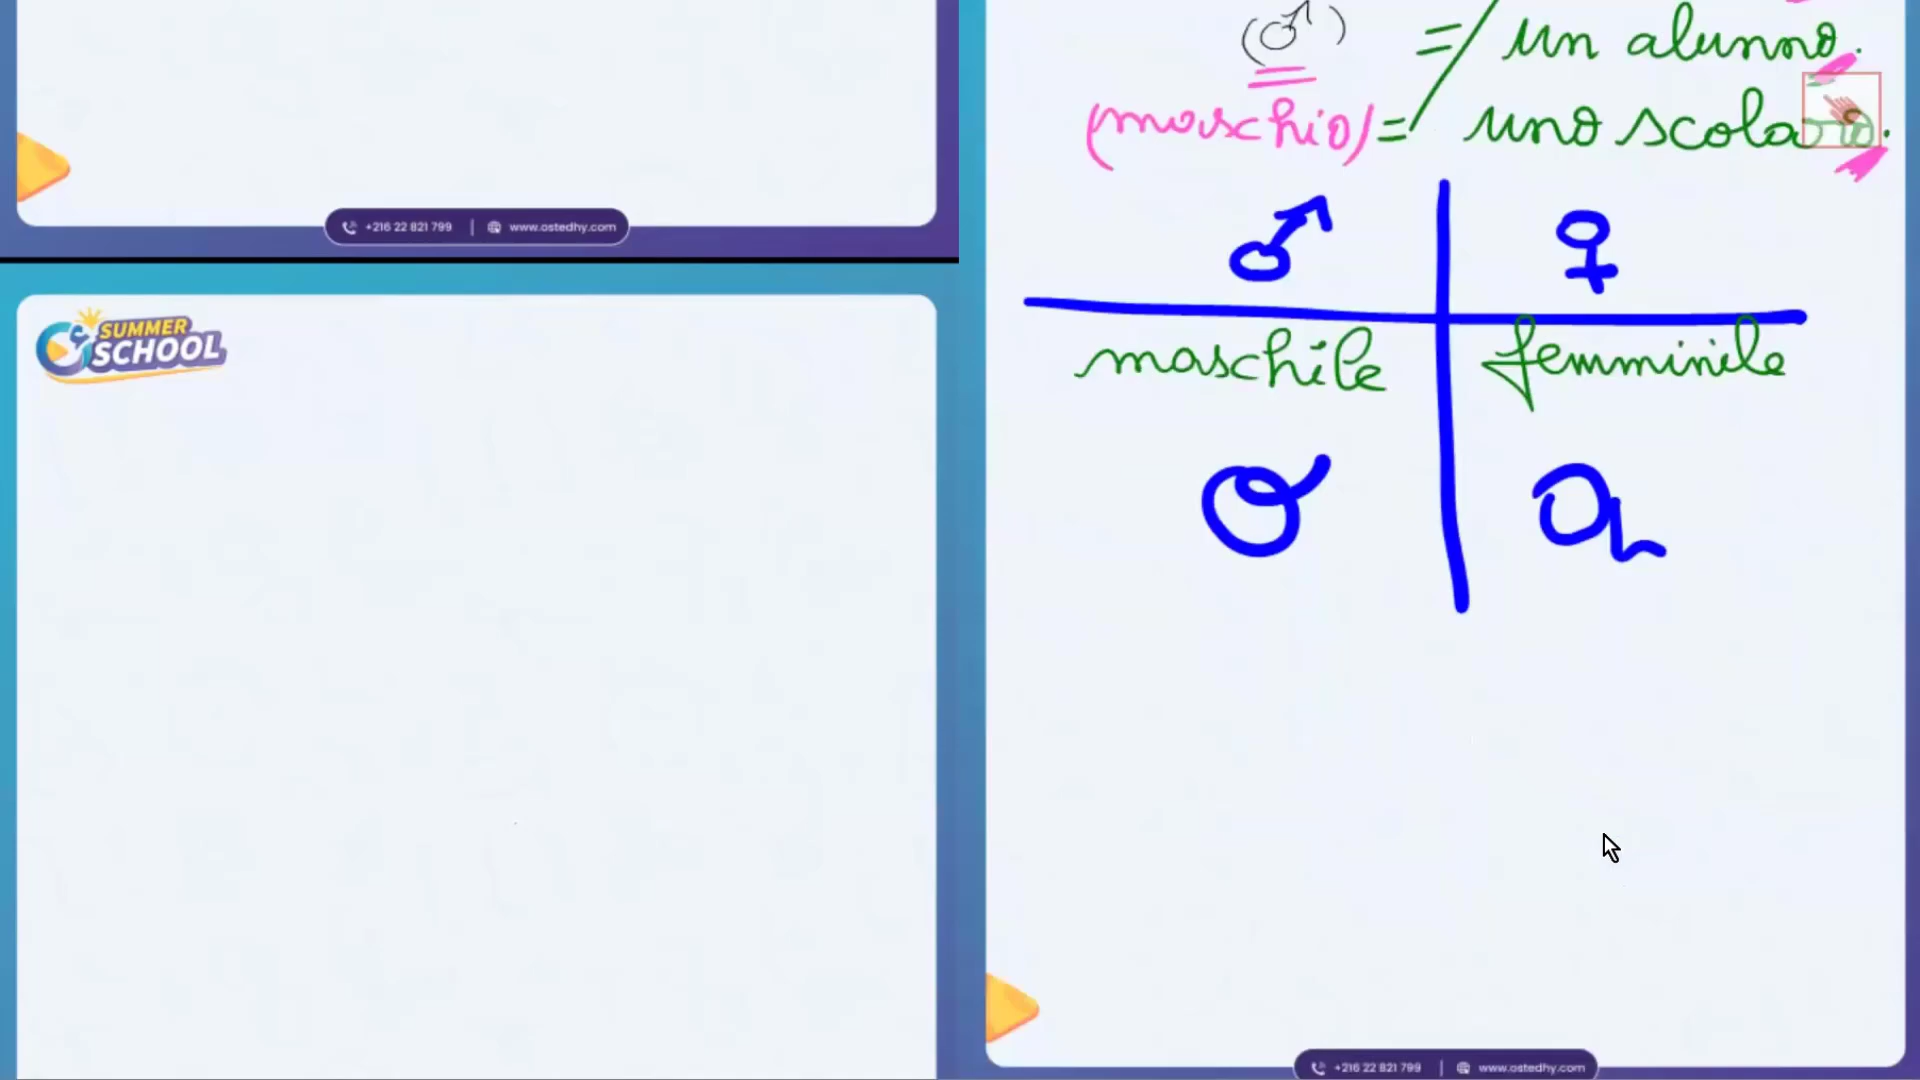 +216 22 821 799 | www.ostedhy.com
SUMMER
SCHOOL
(♂)
= un alunno.
(maschio) = uno scolaro.
♂ ♀
maschile femminile
o a
+216 22 821 799 | www.ostedhy.com